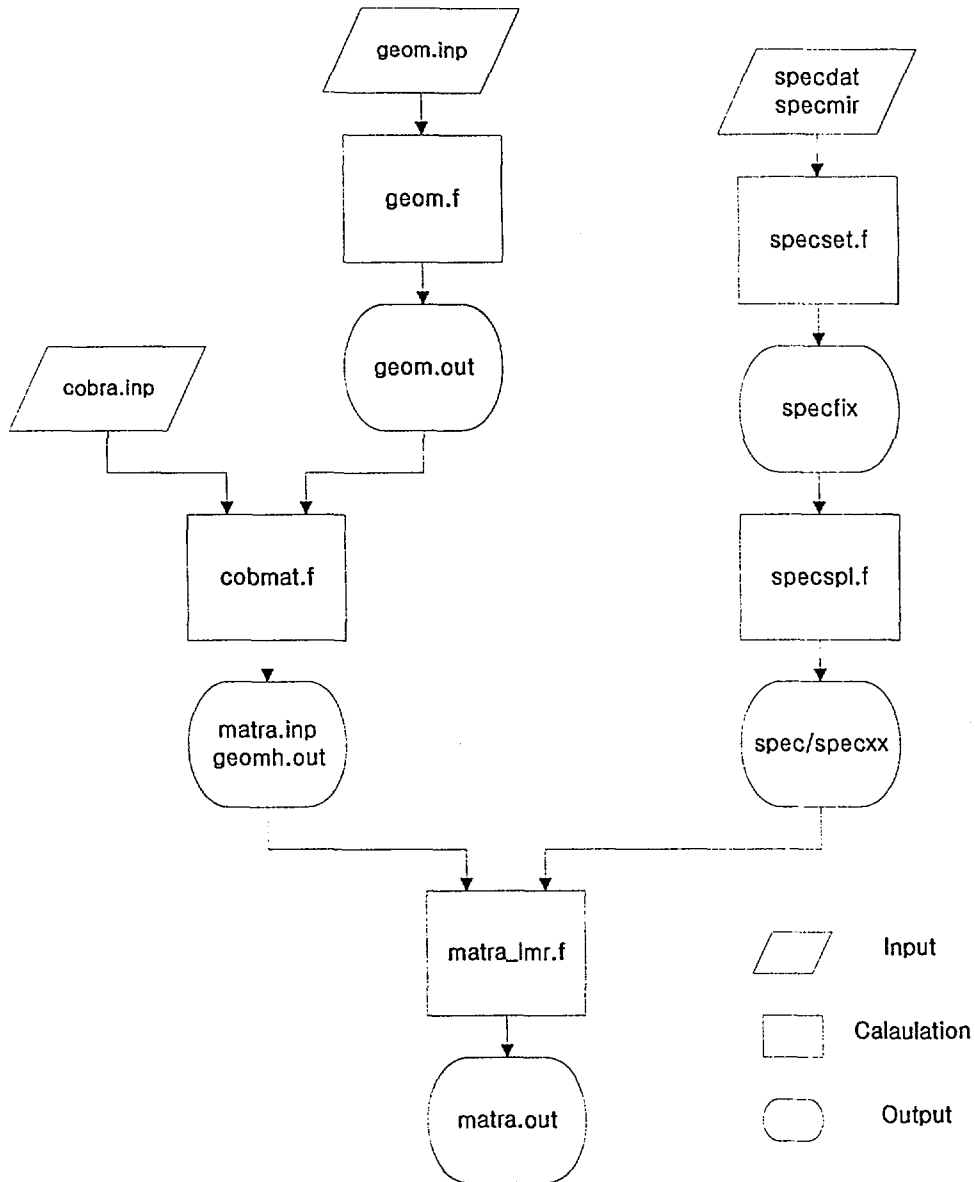 geom.inp
specdat
specmir
geom.f
specset.f
geom.out
cobra.inp
specfix
cobmat.f
specspl.f
matra.inp
geomh.out
spec/specxx
matra_lmr.f
Input
Calaulation
matra.out
Output